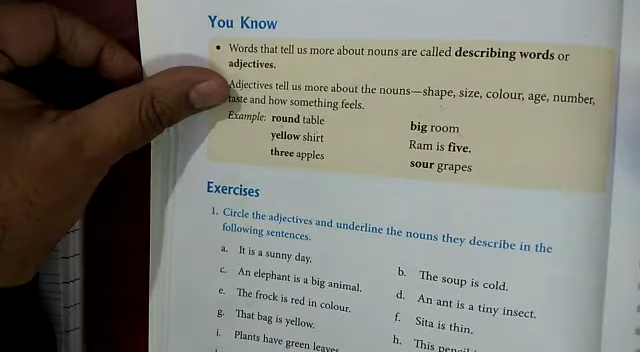 You Know
• Words that tell us more about nouns are called describing words or
adjectives.
Adjectives tell us more about the nouns—shape, size, colour, age, number,
taste and how something feels.
Example: round table
big room
yellow shirt
Ram is five.
three apples
sour grapes
Exercises
1. Circle the adjectives and underline the nouns they describe in the
following sentences.
a. It is a sunny day.
b. The soup is cold.
c. An elephant is a big animal.
d. An ant is a tiny insect.
e. The frock is red in colour.
f. Sita is thin.
g. That bag is yellow.
h. This pencil
i. Plants have green leaves